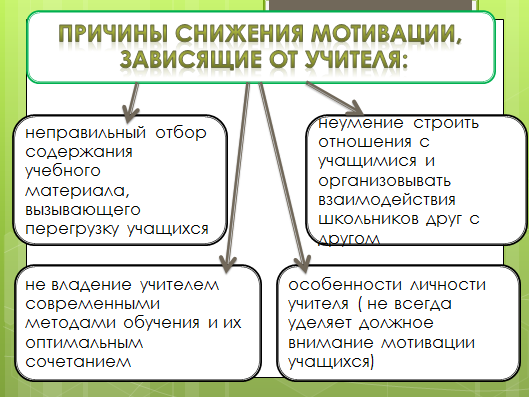 ПРИЧИНЫ СНИЖЕНИЯ МОТИВАЦИИ,
ЗАВИСЯЩИЕ ОТ УЧИТЕЛЯ:
неправильный отбор
содержания
учебного
материала,
вызывающего
перегрузку учащихся
неумение строить
отношения с
учащимися и
организовывать
взаимодействия
школьников друг с
другом
не владение учителем
современными
методами обучения и их
оптимальным
сочетанием
особенности личности
учителя ( не всегда
уделяет должное
внимание мотивации
учащихся)